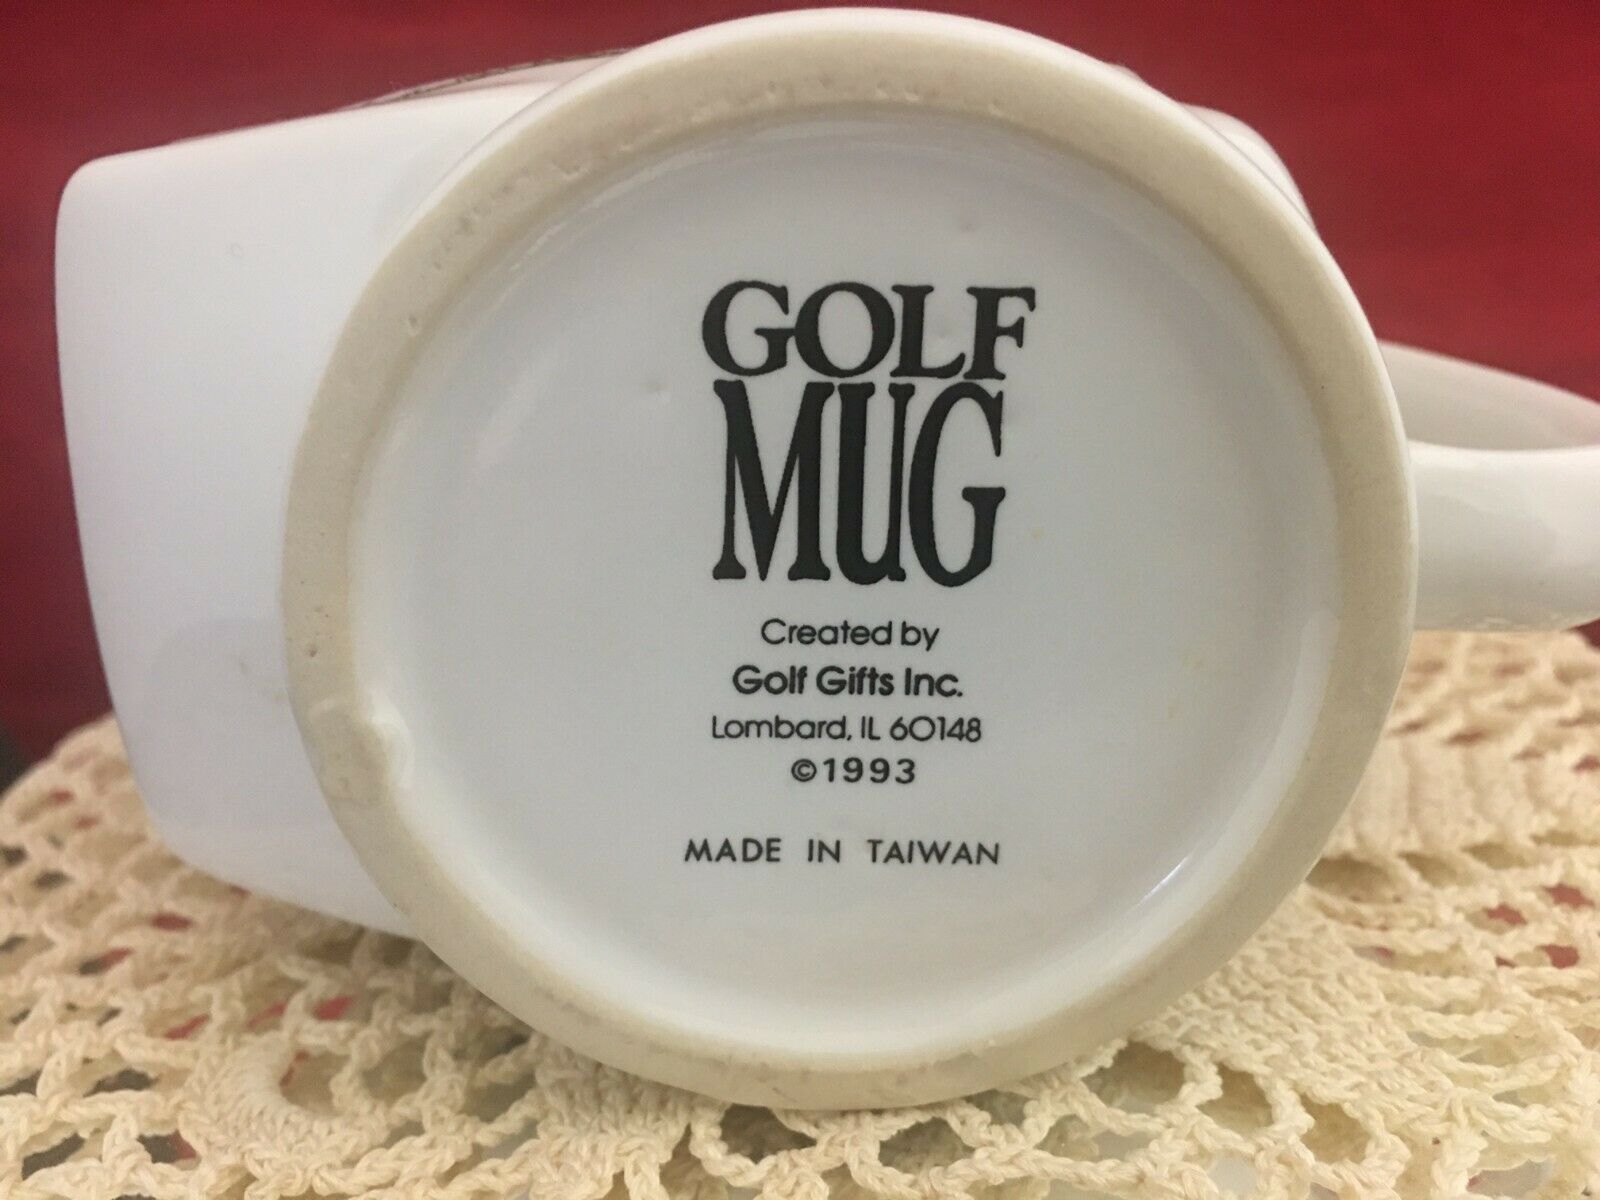 GOLF
MUG
Created by
Golf Gifts Inc.
Lombard, IL 60148
©1993
MADE IN TAIWAN